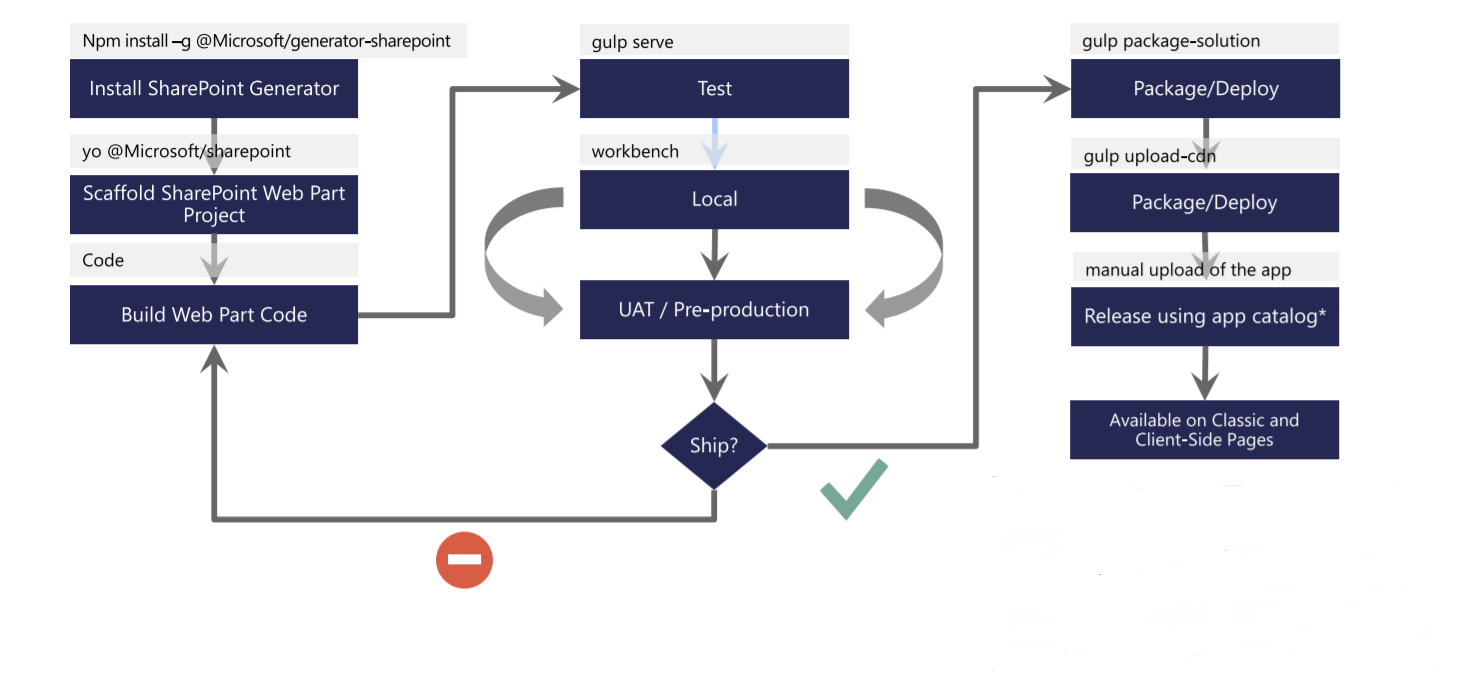 Npm install –g @Microsoft/generator-sharepoint
Install SharePoint Generator
yo @Microsoft/sharepoint
Scaffold SharePoint Web Part
Project
Code
Build Web Part Code
gulp serve
Test
workbench
Local
UAT / Pre-production
Ship?
gulp package-solution
Package/Deploy
gulp upload-cdn
Package/Deploy
manual upload of the app
Release using app catalog*
Available on Classic and
Client-Side Pages